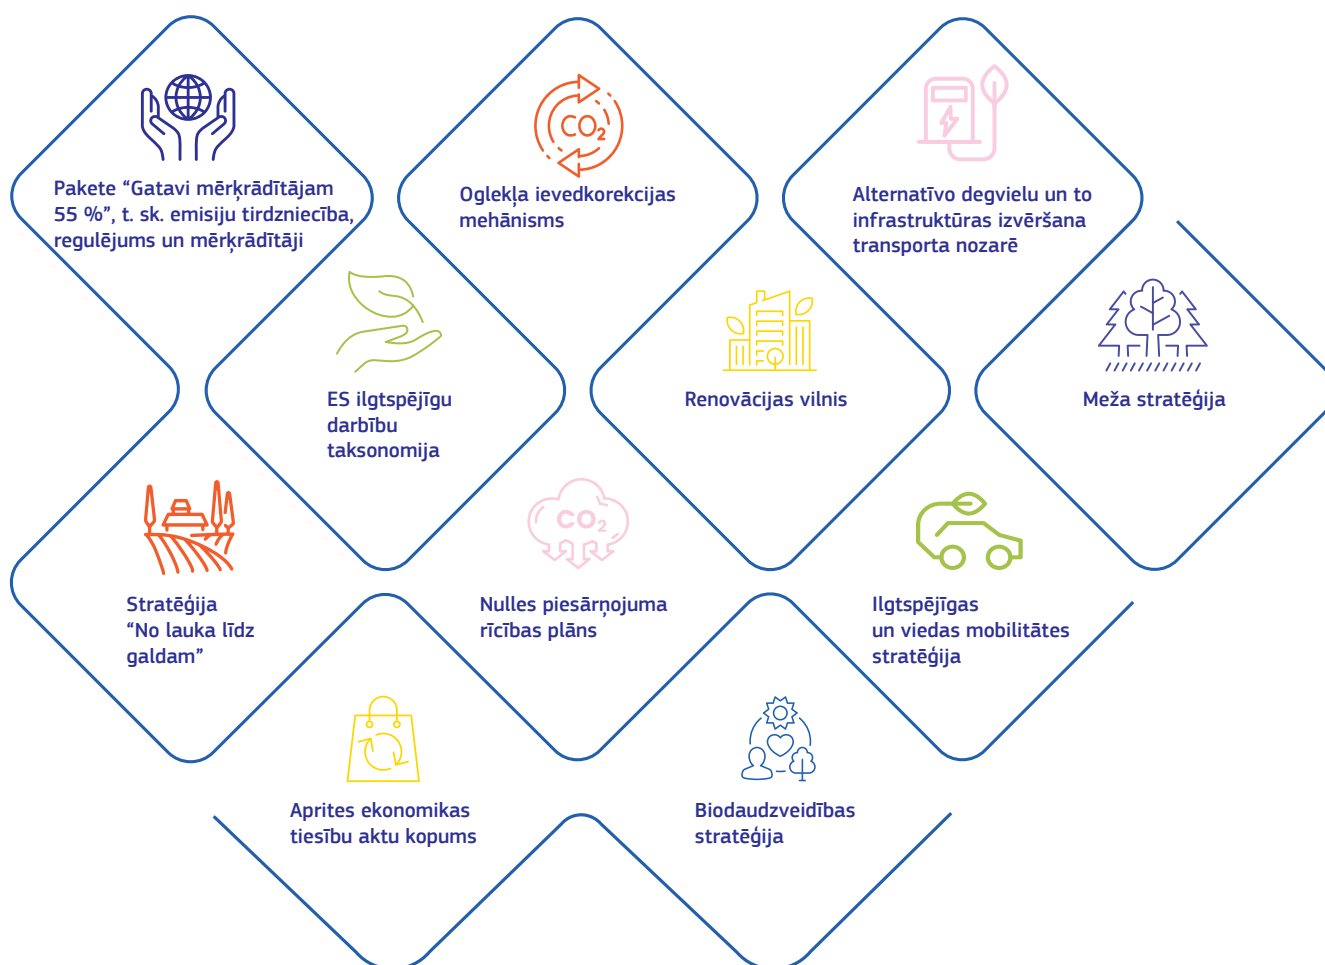 CO₂
Pakete “Gatavi mērķrādītājam
55 %”, t. sk. emisiju tirdzniecība,
regulējums un mērķrādītāji
Oglekļa ievedkorekcijas
mehānisms
Alternatīvo degvielu un to
infrastruktūras izvēršana
transporta nozarē
ES ilgtspējīgu
darbību
taksonomija
Renovācijas vilnis
Meža stratēģija
CO₂
Stratēģija
“No lauka līdz
galdam”
Nulles piesārņojuma
rīcības plāns
Ilgtspējīgas
un viedas mobilitātes
stratēģija
Aprites ekonomikas
tiesību aktu kopums
Biodaudzveidības
stratēģija